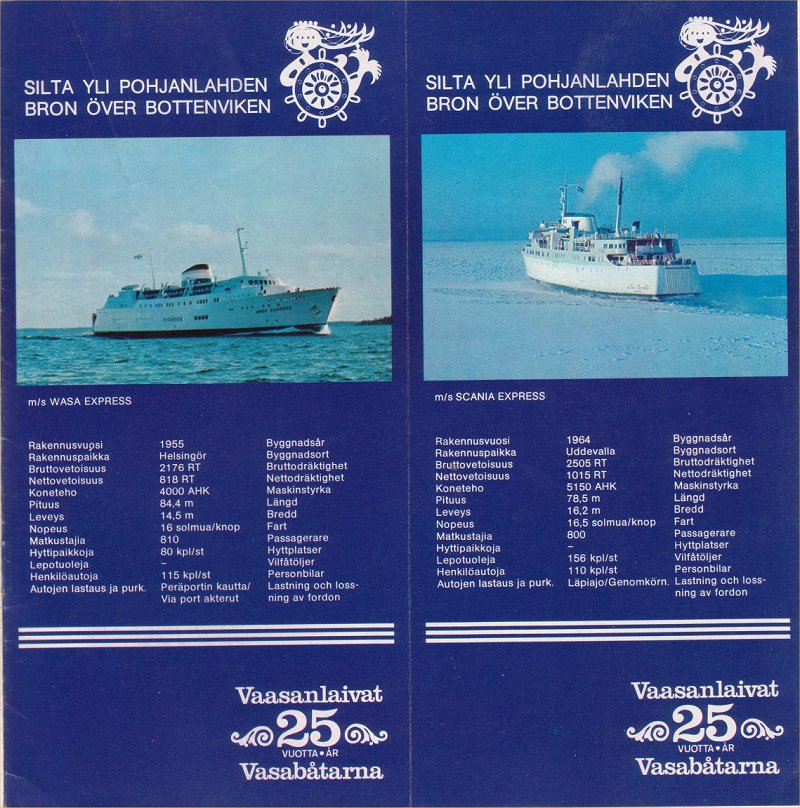 SILTA YLI POHJANLAHDEN
BRON ÖVER BOTTENVIKEN
WASA EXPRESS
m/s WASA EXPRESS
Rakennusvuosi 1955 Byggnadsår
Rakennuspaikka Helsingör Byggnadsort
Bruttovetoisuus 2176 RT Bruttodräktighet
Nettovetoisuus 818 RT Nettodräktighet
Koneteho 4000 AHK Maskinstyrka
Pituus 84,4 m Längd
Leveys 14,5 m Bredd
Nopeus 16 solmua/knop Fart
Matkustajia 810 Passagerare
Hyttipaikkoja 80 kpl/st Hyttplatser
Lepotuoleja – Vilfåtöljer
Henkilöautoja 115 kpl/st Personbilar
Autojen lastaus ja purk. Peräportin kautta/ Lastning och loss-
Via port akterut ning av fordon
Vaasanlaivat
25
VUOTTA • ÅR
Vasabåtarna
SILTA YLI POHJANLAHDEN
BRON ÖVER BOTTENVIKEN
m/s SCANIA EXPRESS
Rakennusvuosi 1964 Byggnadsår
Rakennuspaikka Uddevalla Byggnadsort
Bruttovetoisuus 2505 RT Bruttodräktighet
Nettovetoisuus 1015 RT Nettodräktighet
Koneteho 5150 AHK Maskinstyrka
Pituus 78,5 m Längd
Leveys 16,2 m Bredd
Nopeus 16,5 solmua/knop Fart
Matkustajia 800 Passagerare
Hyttipaikkoja – Hyttplatser
Lepotuoleja 156 kpl/st Vilfåtöljer
Henkilöautoja 110 kpl/st Personbilar
Autojen lastaus ja purk. Läpiajo/Genomkörn. Lastning och loss-
ning av fordon
Vaasanlaivat
25
VUOTTA • ÅR
Vasabåtarna